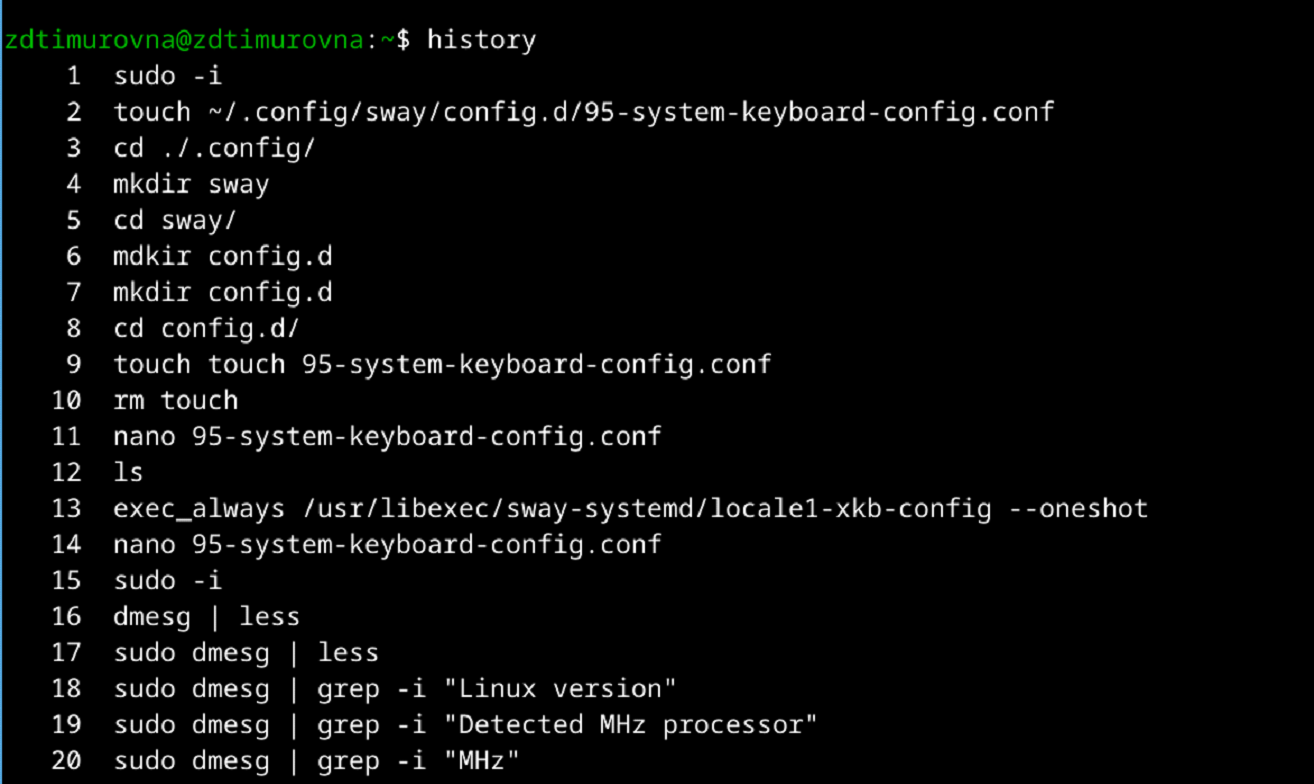 zdtimurovna@zdtimurovna:~$ history
1 sudo -i
2 touch ~/.config/sway/config.d/95-system-keyboard-config.conf
3 cd ./.config/
4 mkdir sway
5 cd sway/
6 mdkir config.d
7 mkdir config.d
8 cd config.d/
9 touch touch 95-system-keyboard-config.conf
10 rm touch
11 nano 95-system-keyboard-config.conf
12 ls
13 exec_always /usr/libexec/sway-systemd/locale1-xkb-config --oneshot
14 nano 95-system-keyboard-config.conf
15 sudo -i
16 dmesg | less
17 sudo dmesg | less
18 sudo dmesg | grep -i "Linux version"
19 sudo dmesg | grep -i "Detected MHz processor"
20 sudo dmesg | grep -i "MHz"